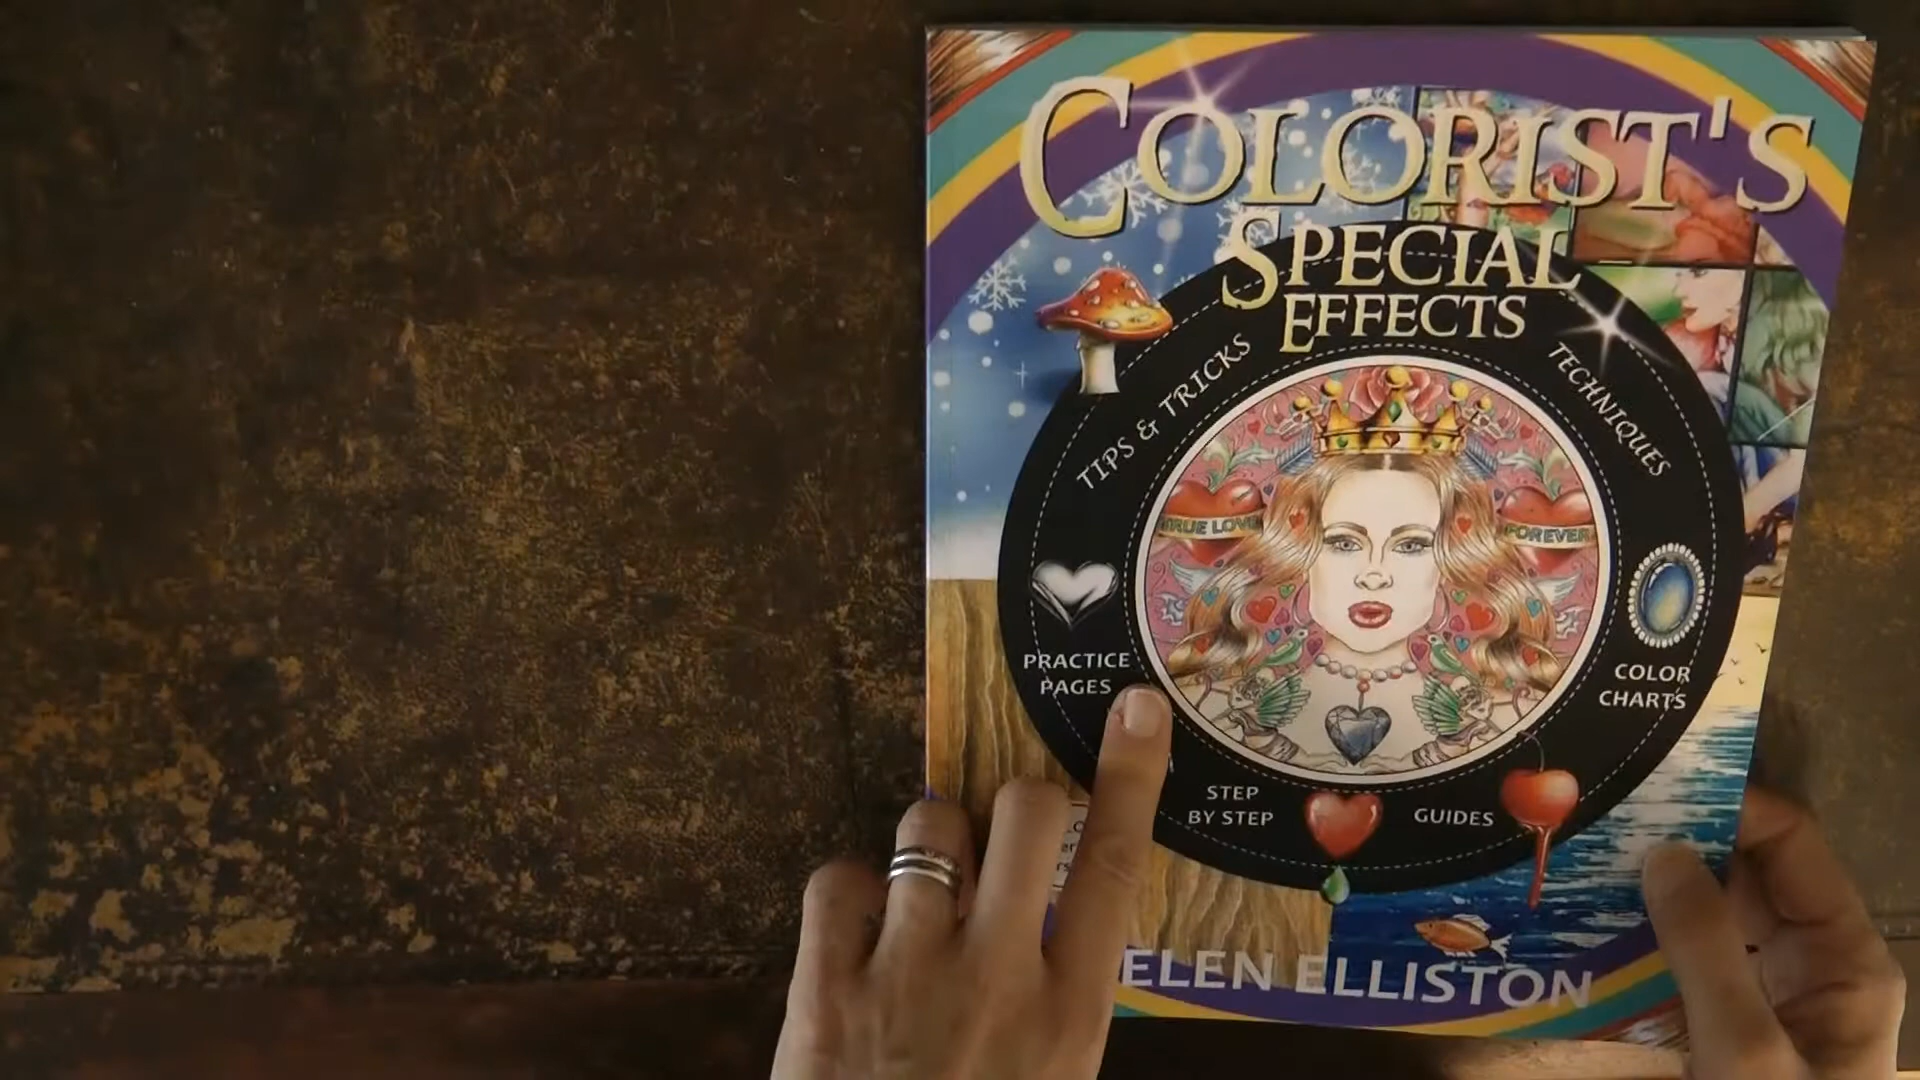 COLORIST'S
SPECIAL
EFFECTS
TIPS & TRICKS
TECHNIQUES
TRUE LOVE
FOREVER
PRACTICE
PAGES
COLOR
CHARTS
STEP
BY STEP
GUIDES
ELEN ELLISTON